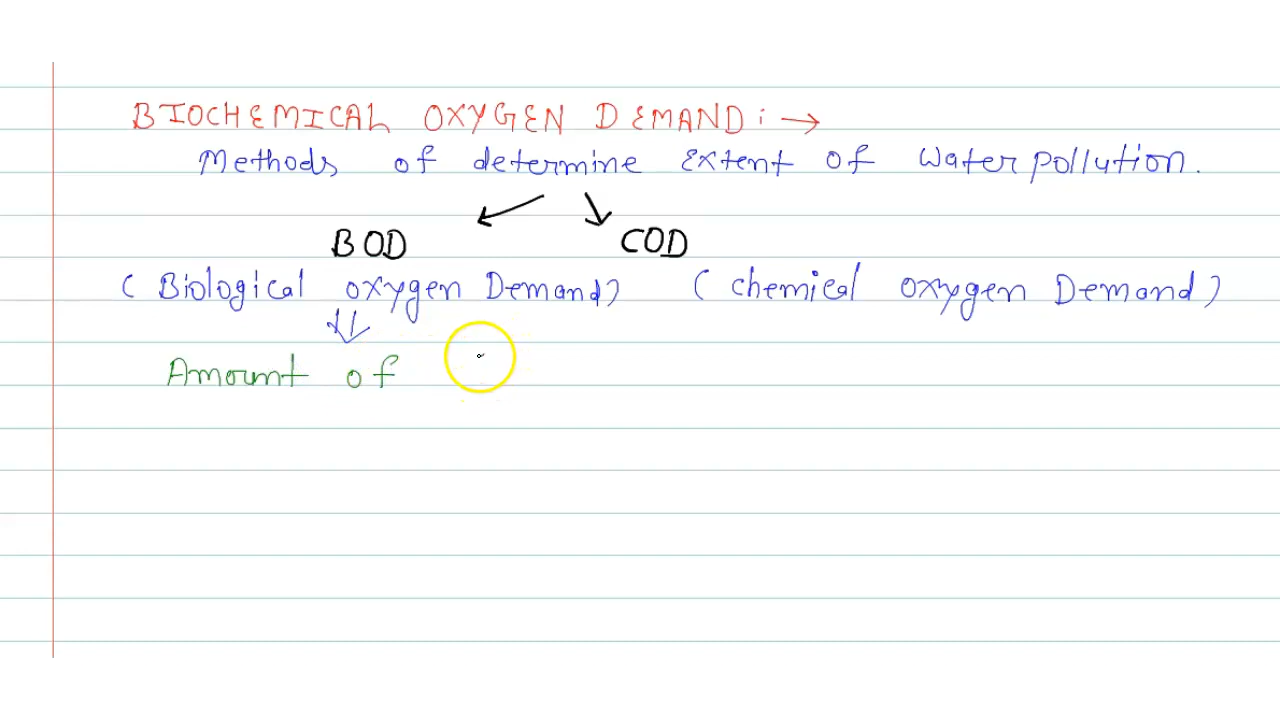 BIOCHEMICAL OXYGEN DEMAND: →
Methods of determine Extent of Water pollution.
BOD COD
(Biological oxygen Demand) (chemical oxygen Demand)
Amount of